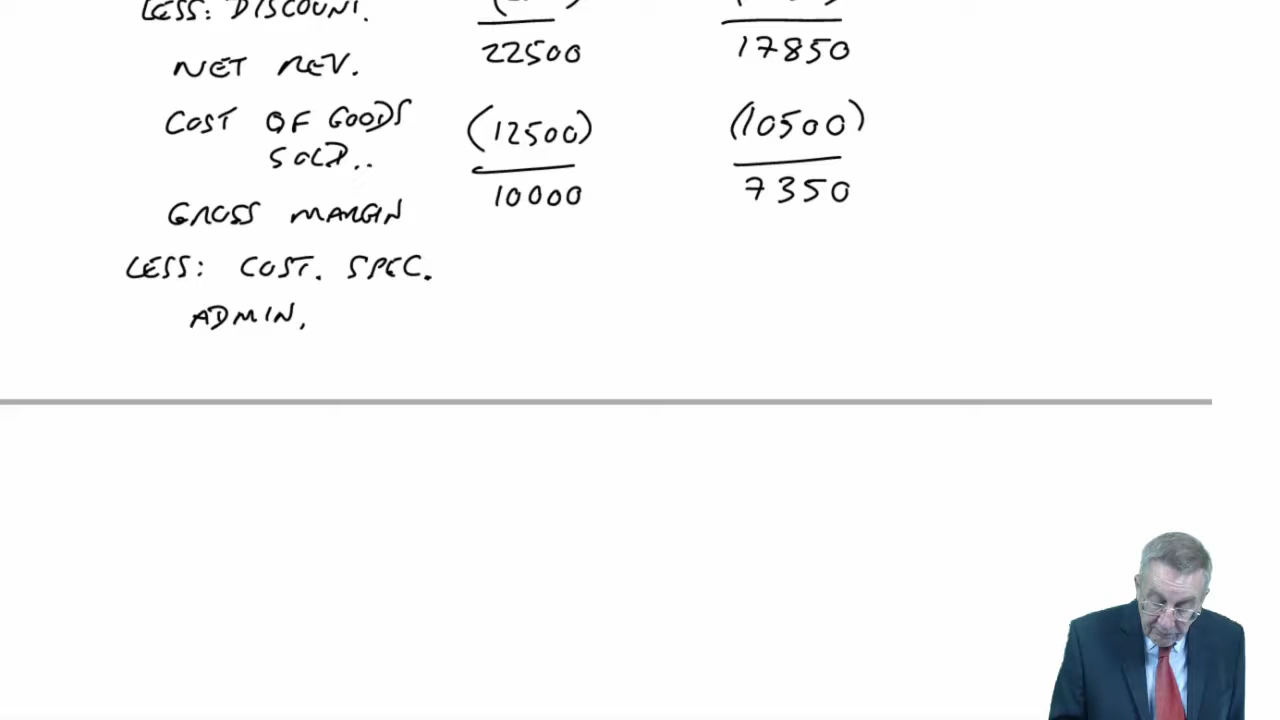 LESS: DISCOUNT.
NET REV. 22500 17850
COST OF GOODS (12500) (10500)
SOLD..
GROSS MARGIN 10000 7350
LESS: COST. SPEC.
ADMIN,